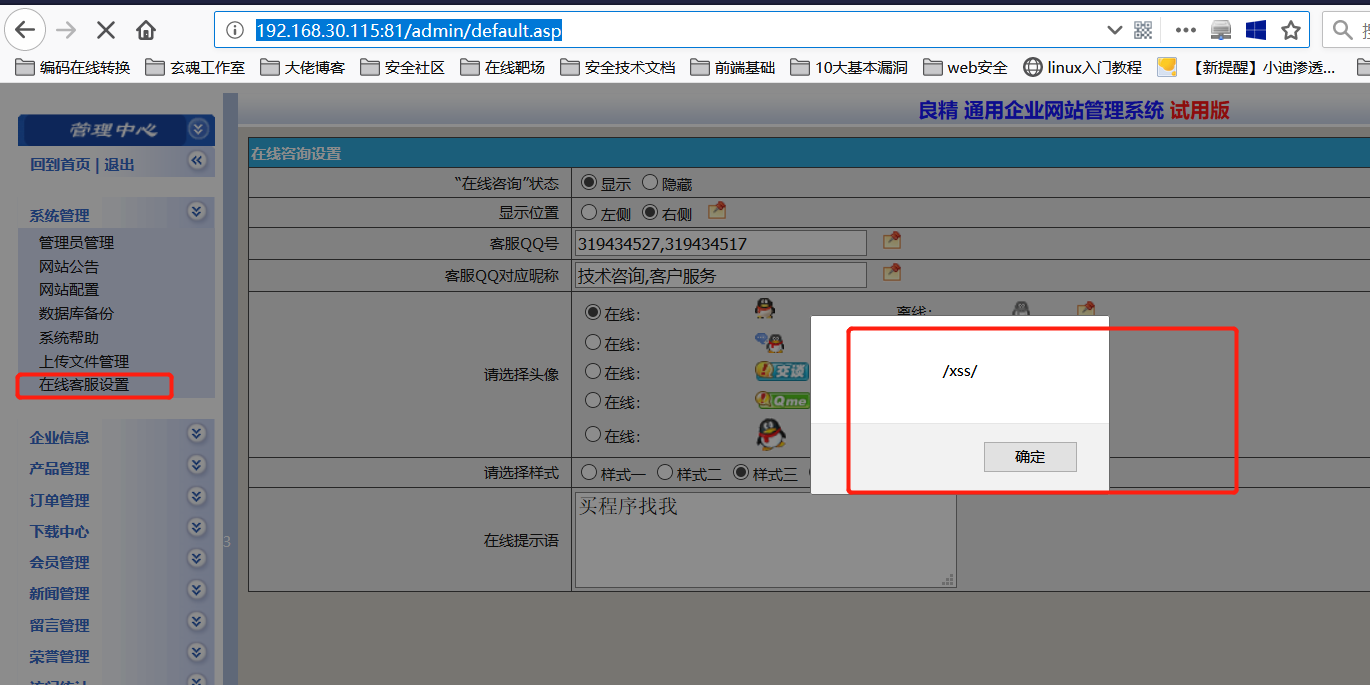 192.168.30.115:81/admin/default.asp
编码在线转换 玄魂工作室 大佬博客 安全社区 在线靶场 安全技术文档 前端基础 10大基本漏洞 web安全 linux入门教程 【新提醒】小迪渗透...
管理中心
回到首页 | 退出
系统管理
管理员管理
网站公告
网站配置
数据库备份
系统帮助
上传文件管理
在线客服设置
企业信息
产品管理
订单管理
下载中心
会员管理
新闻管理
留言管理
荣誉管理
3
良精 通用企业网站管理系统 试用版
在线咨询设置
“在线咨询”状态 显示 隐藏
显示位置 左侧 右侧
客服QQ号 319434527,319434517
客服QQ对应昵称 技术咨询,客户服务
请选择头像
在线: 离线:
在线:
在线: 交谈
在线: Qme
在线:
请选择样式 样式一 样式二 样式三
在线提示语 买程序找我
/xss/
确定